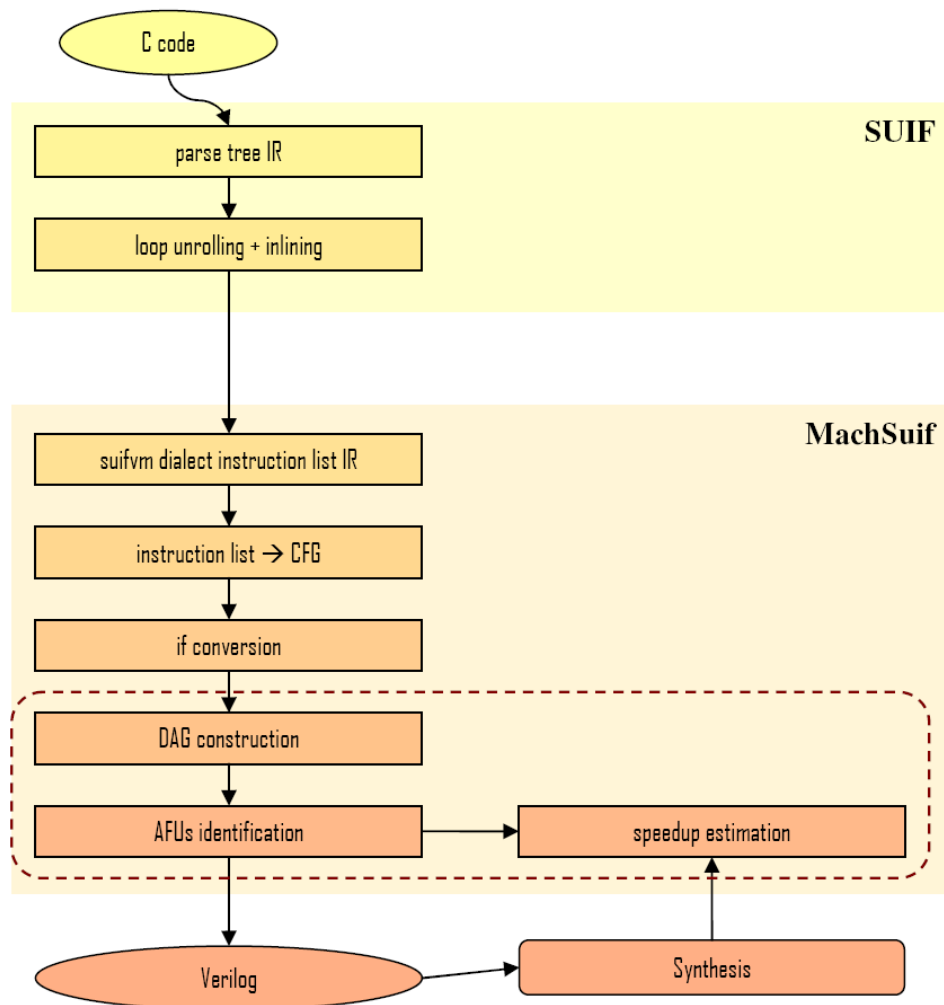 C code
SUIF
parse tree IR
loop unrolling + inlining
MachSuif
suifvm dialect instruction list IR
instruction list → CFG
if conversion
DAG construction
AFUs identification
speedup estimation
Verilog
Synthesis